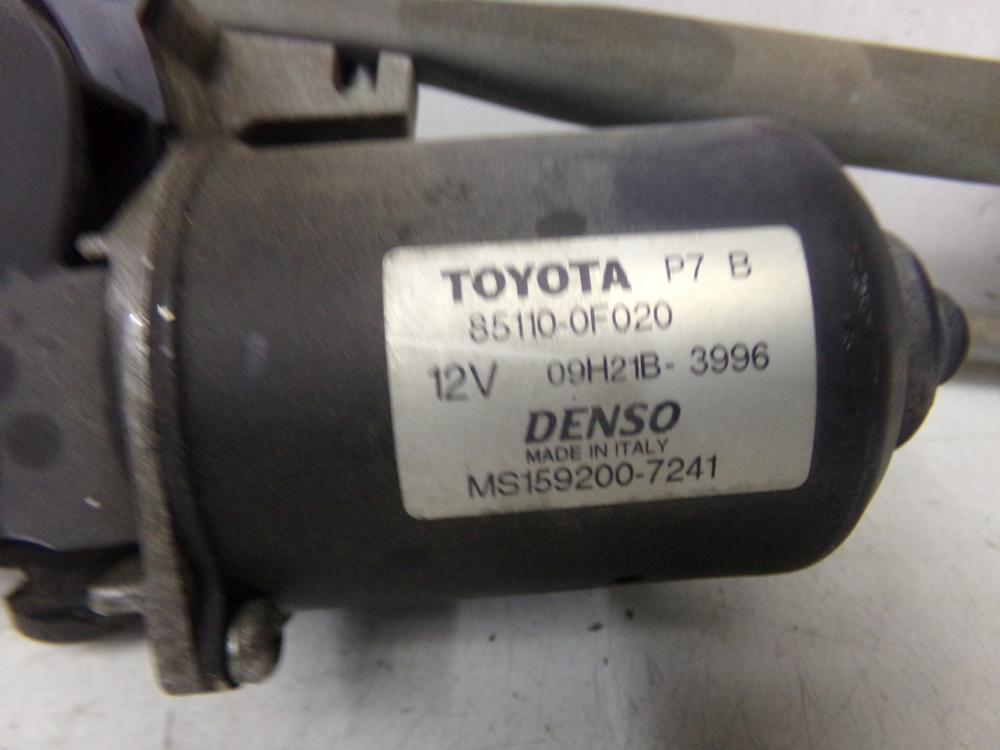 TOYOTA P7 B
85110-0F020
12V 09H21B- 3996
DENSO
MADE IN ITALY
MS159200-7241